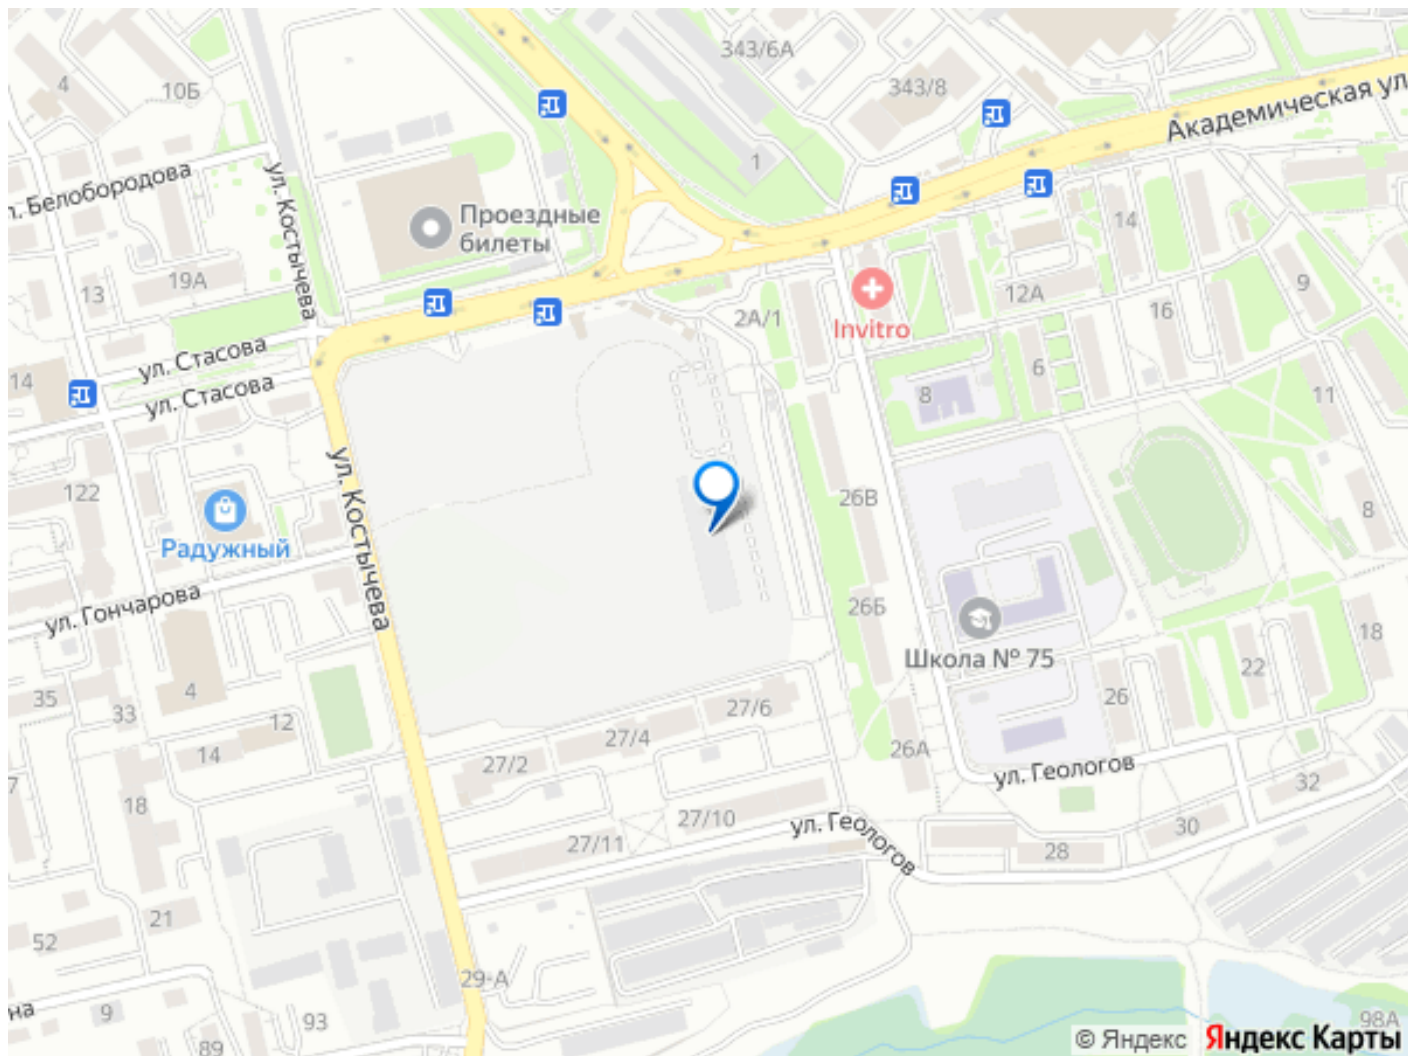 343/6А
4
10Б
343/8
Академическая ул.
1
ул. Костычева
л. Белобородова
Проездные
билеты
14
19А
13
9
12А
16
2А/1
Invitro
ул. Стасова
6
14
ул. Стасова
8
11
ул. Костычева
122
26В
8
Радужный
ул. Гончарова
26Б
18
Школа № 75
22
4
35
26
33
27/6
12
27/4
26А
14
27/2
ул. Геологов
32
7
18
27/10
ул. Геологов
30
27/11
28
21
52
29-А
на
9
93
98А
89
© Яндекс
Яндекс Карты